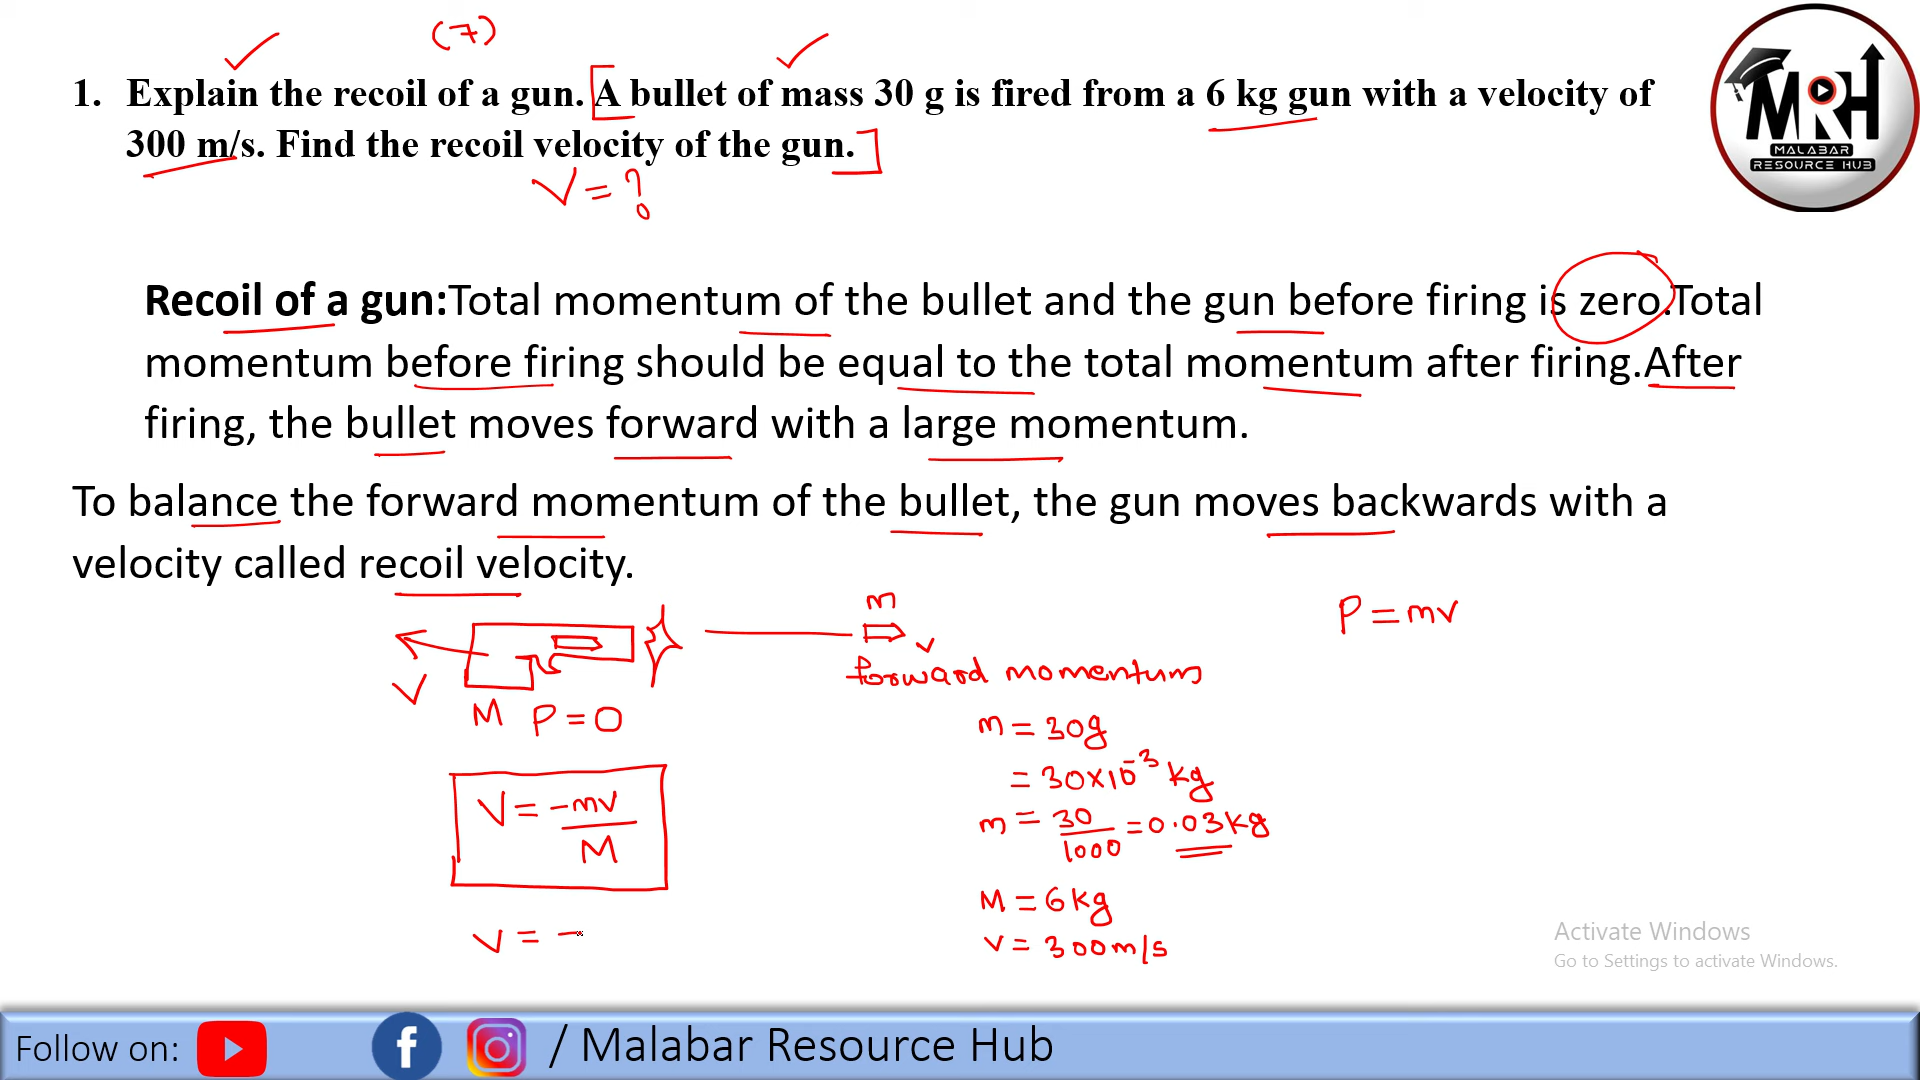 (7)
1. Explain the recoil of a gun. [A bullet of mass 30 g is fired from a 6 kg gun with a velocity of
300 m/s. Find the recoil velocity of the gun.]
V = ?
MRH
MALABAR
RESOURCE HUB
Recoil of a gun:Total momentum of the bullet and the gun before firing is zero.Total
momentum before firing should be equal to the total momentum after firing.After
firing, the bullet moves forward with a large momentum.
To balance the forward momentum of the bullet, the gun moves backwards with a
velocity called recoil velocity.
m
P = mv
v
V
forward momentum
M P = 0
m = 30g
= 30×10⁻³ kg
V = -mv
M
m = 30/1000 = 0.03kg
M = 6kg
V = -
v = 300m/s
Activate Windows
Go to Settings to activate Windows.
Follow on: / Malabar Resource Hub